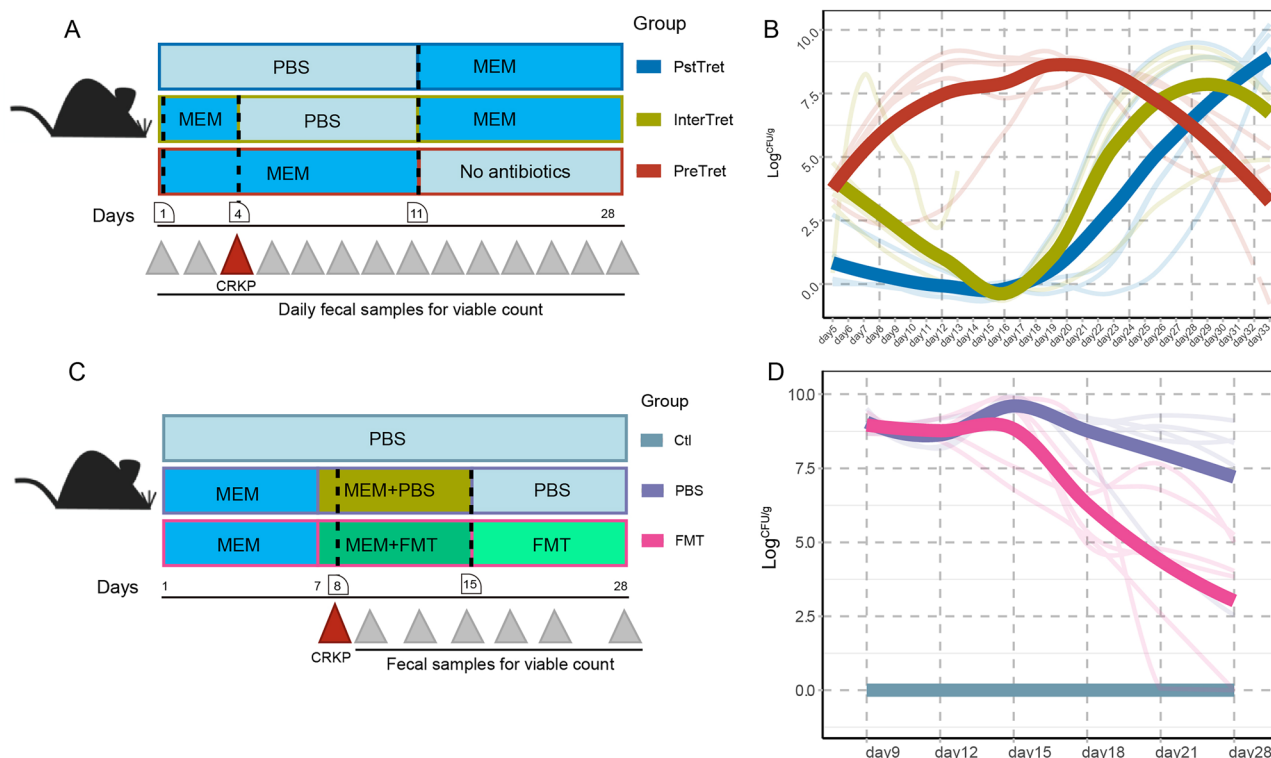 A
Group
PBS
MEM
PstTret
MEM
PBS
MEM
InterTret
MEM
No antibiotics
PreTret
Days
1
4
11
28
CRKP
Daily fecal samples for viable count
B
10.0
7.5
5.0
2.5
0.0
Log CFU/g
day5
day6
day7
day8
day9
day10
day11
day12
day13
day14
day15
day16
day17
day19
day20
day21
day22
day23
day24
day25
day26
day27
day28
day29
day30
day31
day32
day33
C
Group
PBS
Ctl
MEM
MEM+PBS
PBS
PBS
MEM
MEM+FMT
FMT
FMT
Days
1
7
8
15
28
CRKP
Fecal samples for viable count
D
10.0
7.5
5.0
2.5
0.0
Log CFU/g
day9
day12
day15
day18
day21
day28